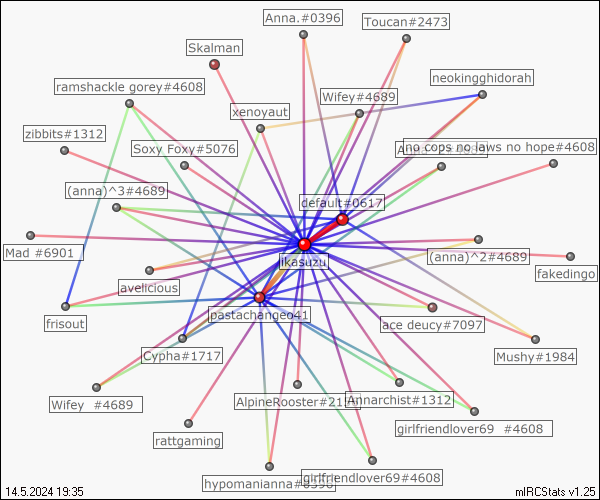 Anna.#0396
Toucan#2473
Skalman
neokingghidorah
ramshackle gorey#4608
Wifey#4689
xenoyaut
zibbits#1312
Soxy Foxy#5076
no cops no laws no hope#4608
(anna)^3#4689
default#0617
Mad #6901
ikasuzu
(anna)^2#4689
fakedingo
avelicious
pastachangeo41
frisout
ace deucy#7097
Cypha#1717
Mushy#1984
Wifey #4689
AlpineRooster#21
Annarchist#1312
girlfriendlover69 #4608
rattgaming
hypomanianna#0396
girlfriendlover69#4608
14.5.2024 19:35
mIRCStats v1.25